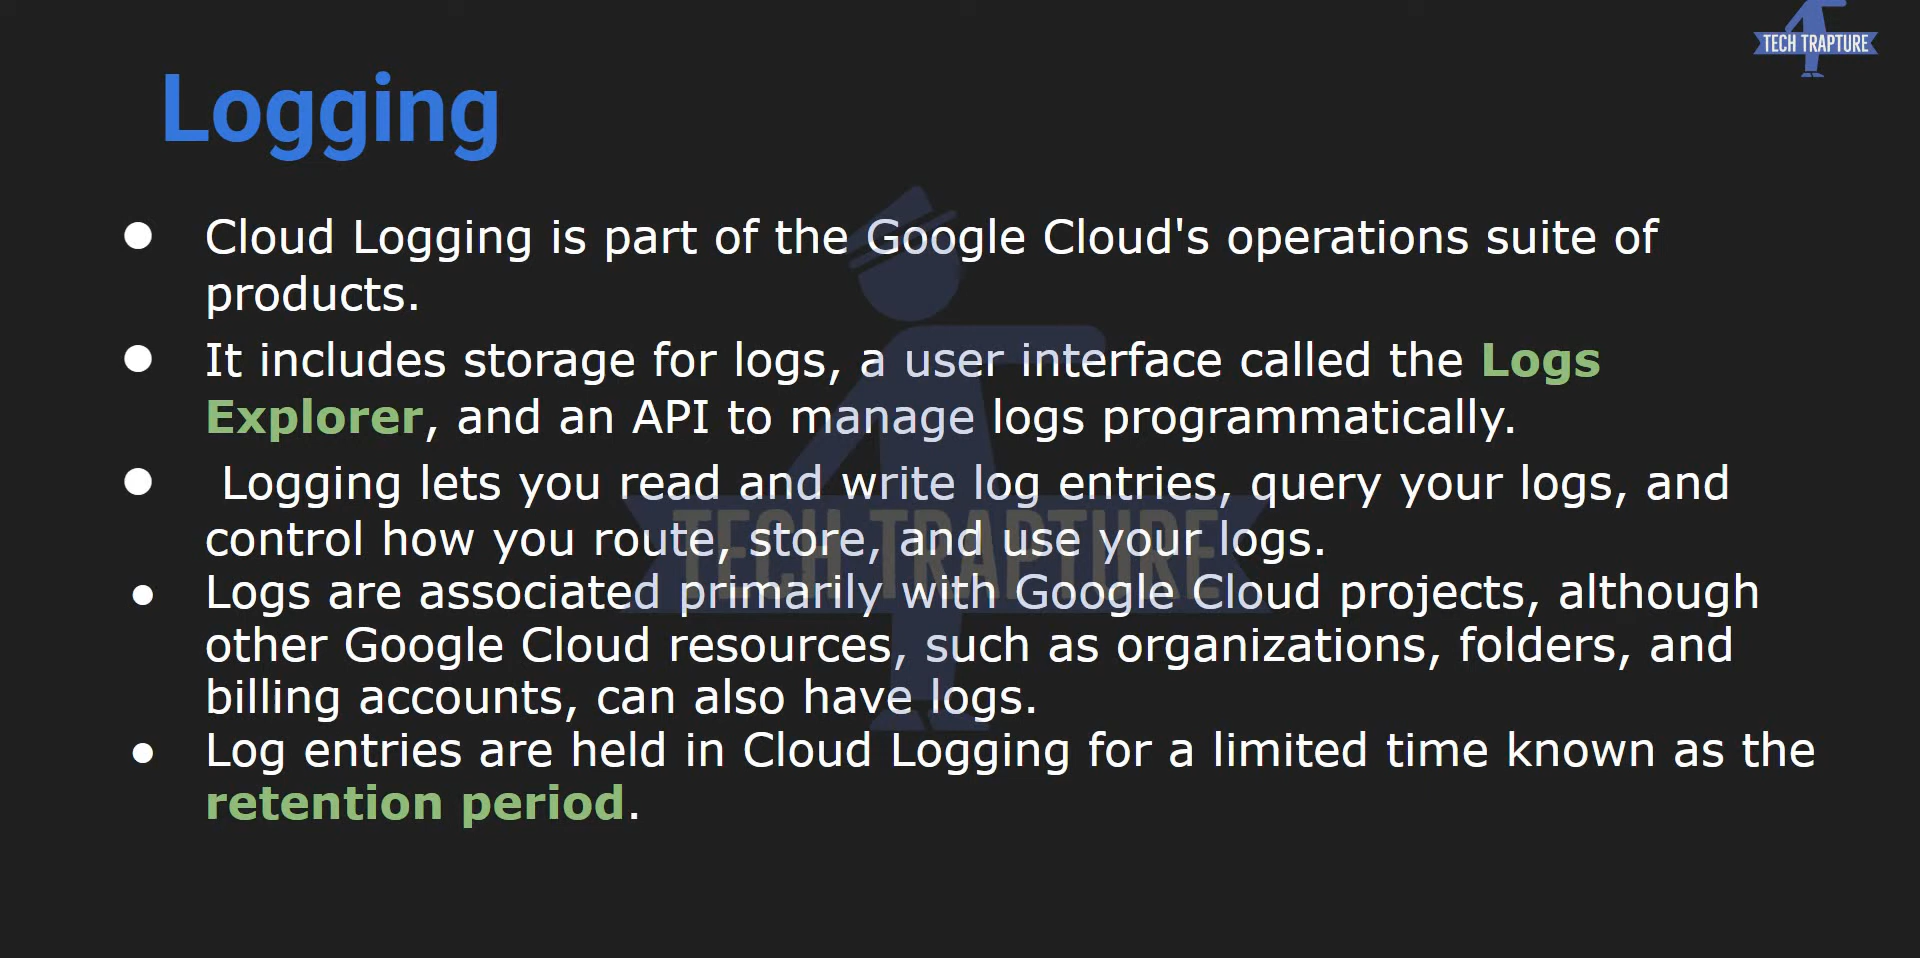 TECH TRAPTURE
Logging
● Cloud Logging is part of the Google Cloud's operations suite of
products.
● It includes storage for logs, a user interface called the Logs
Explorer, and an API to manage logs programmatically.
● Logging lets you read and write log entries, query your logs, and
control how you route, store, and use your logs.
● Logs are associated primarily with Google Cloud projects, although
other Google Cloud resources, such as organizations, folders, and
billing accounts, can also have logs.
● Log entries are held in Cloud Logging for a limited time known as the
retention period.
TECH TRAPTURE